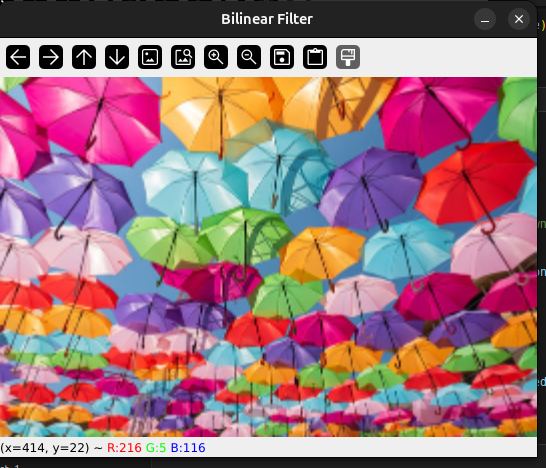 Bilinear Filter
(x=414, y=22) ~ R:216 G:5 B:116